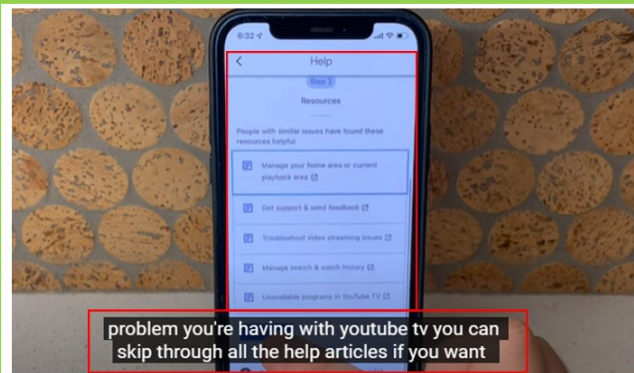 6:32
Help
Step 2
Resources
People with similar issues have found these
resources helpful.
Manage your home area or current
playback area
Get support & send feedback
Troubleshoot video streaming issues
Manage search & watch history
Unavailable programs in YouTube TV
problem you're having with youtube tv you can
skip through all the help articles if you want